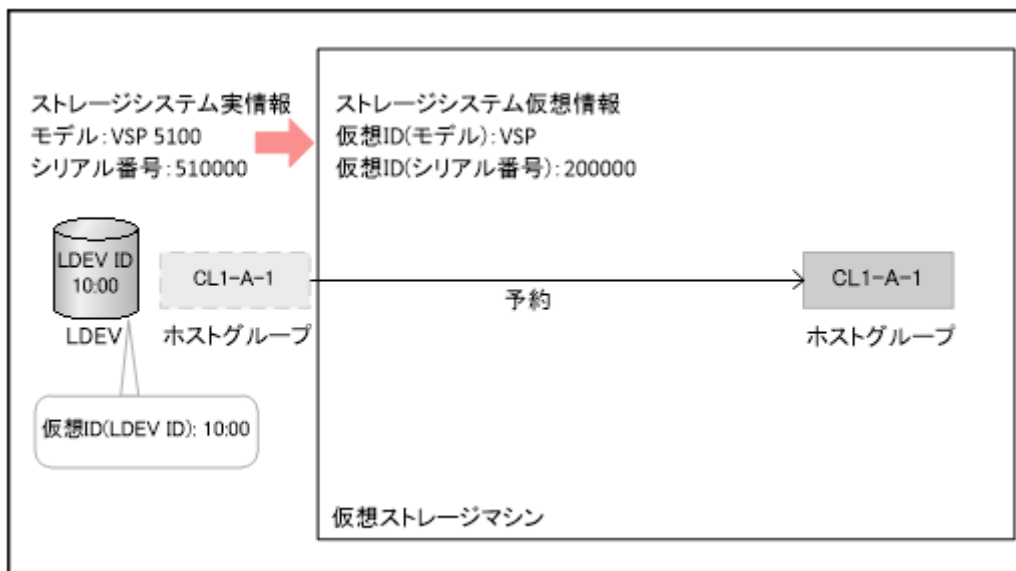 ストレージシステム実情報
モデル:VSP 5100
シリアル番号:510000
ストレージシステム仮想情報
仮想ID(モデル):VSP
仮想ID(シリアル番号):200000
LDEV ID
10:00
LDEV
CL1-A-1
ホストグループ
予約
CL1-A-1
ホストグループ
仮想ID(LDEV ID): 10:00
仮想ストレージマシン